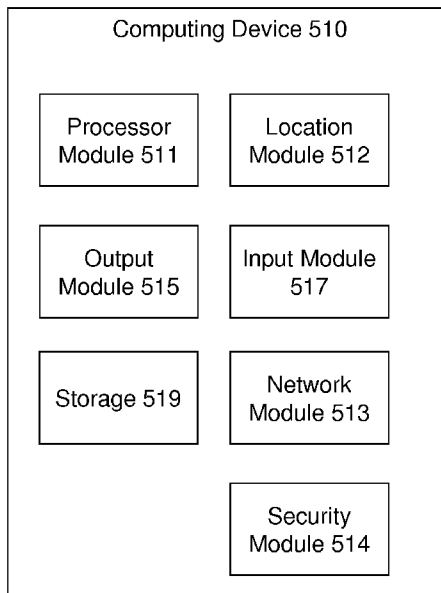 Computing Device 510
Processor
Module 511
Location
Module 512
Output
Module 515
Input Module
517
Storage 519
Network
Module 513
Security
Module 514